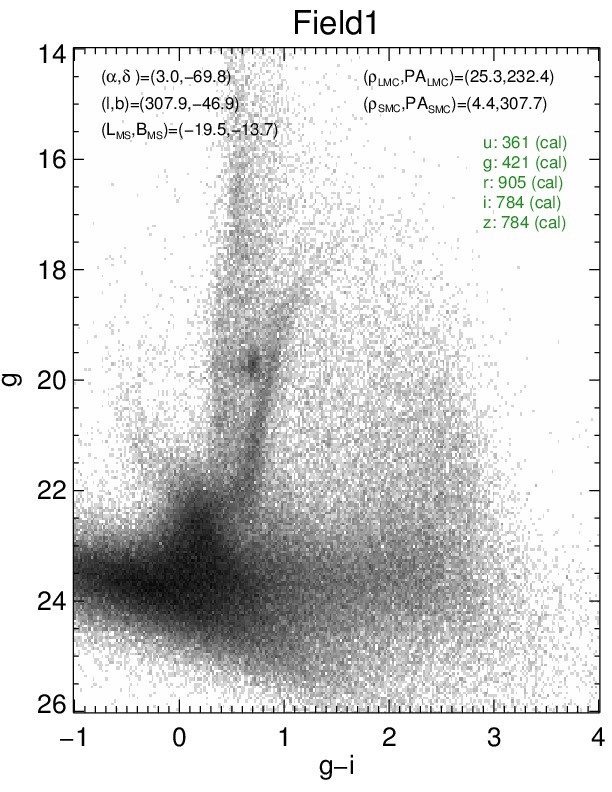 Field1
(α,δ)=(3.0,−69.8)
(ρLMC,PALMC)=(25.3,232.4)
(l,b)=(307.9,−46.9)
(ρSMC,PASMC)=(4.4,307.7)
(LMS,BMS)=(−19.5,−13.7)
u: 361 (cal)
g: 421 (cal)
r: 905 (cal)
i: 784 (cal)
z: 784 (cal)
14
16
18
20
22
24
26
g
−1 0 1 2 3 4
g−i